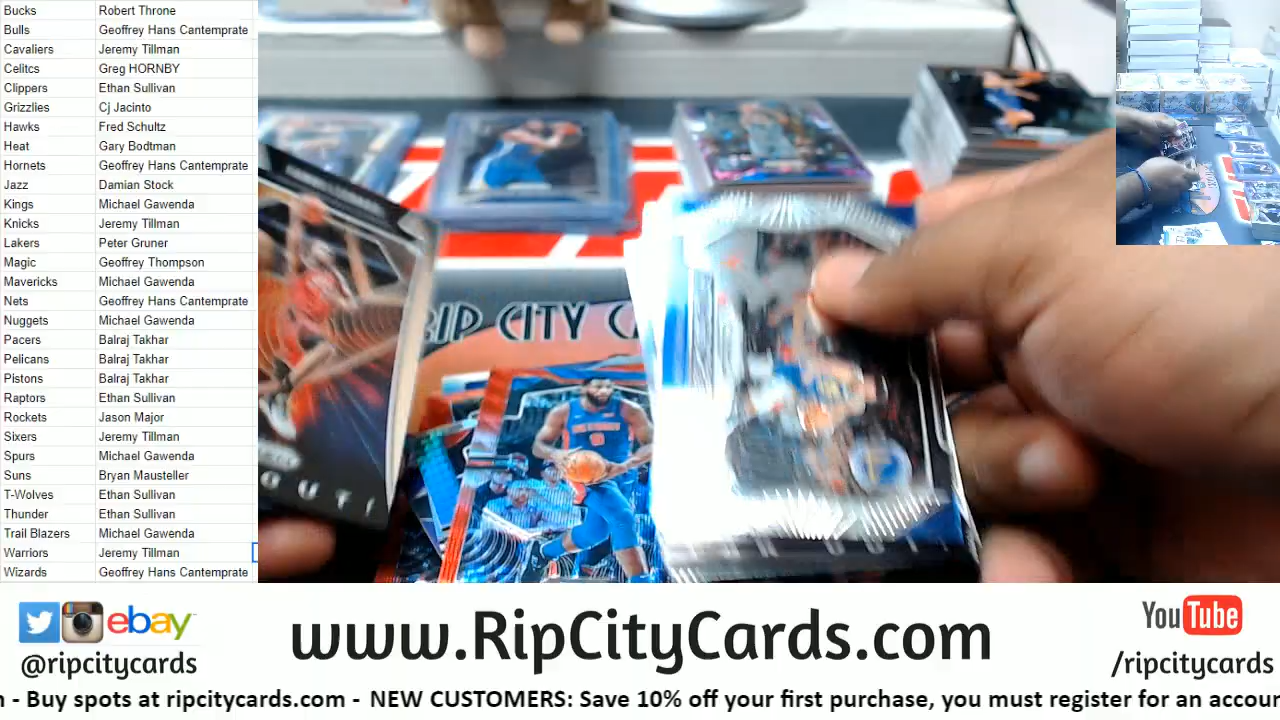 Bucks Robert Throne
Bulls Geoffrey Hans Cantemprate
Cavaliers Jeremy Tillman
Celitcs Greg HORNBY
Clippers Ethan Sullivan
Grizzlies Cj Jacinto
Hawks Fred Schultz
Heat Gary Bodtman
Hornets Geoffrey Hans Cantemprate
Jazz Damian Stock
Kings Michael Gawenda
Knicks Jeremy Tillman
Lakers Peter Gruner
Magic Geoffrey Thompson
Mavericks Michael Gawenda
Nets Geoffrey Hans Cantemprate
Nuggets Michael Gawenda
Pacers Balraj Takhar
Pelicans Balraj Takhar
Pistons Balraj Takhar
Raptors Ethan Sullivan
Rockets Jason Major
Sixers Jeremy Tillman
Spurs Michael Gawenda
Suns Bryan Mausteller
T-Wolves Ethan Sullivan
Thunder Ethan Sullivan
Trail Blazers Michael Gawenda
Warriors Jeremy Tillman
Wizards Geoffrey Hans Cantemprate
RIP CITY
ebay
@ripcitycards
www.RipCityCards.com
YouTube
/ripcitycards
- Buy spots at ripcitycards.com - NEW CUSTOMERS: Save 10% off your first purchase, you must register for an